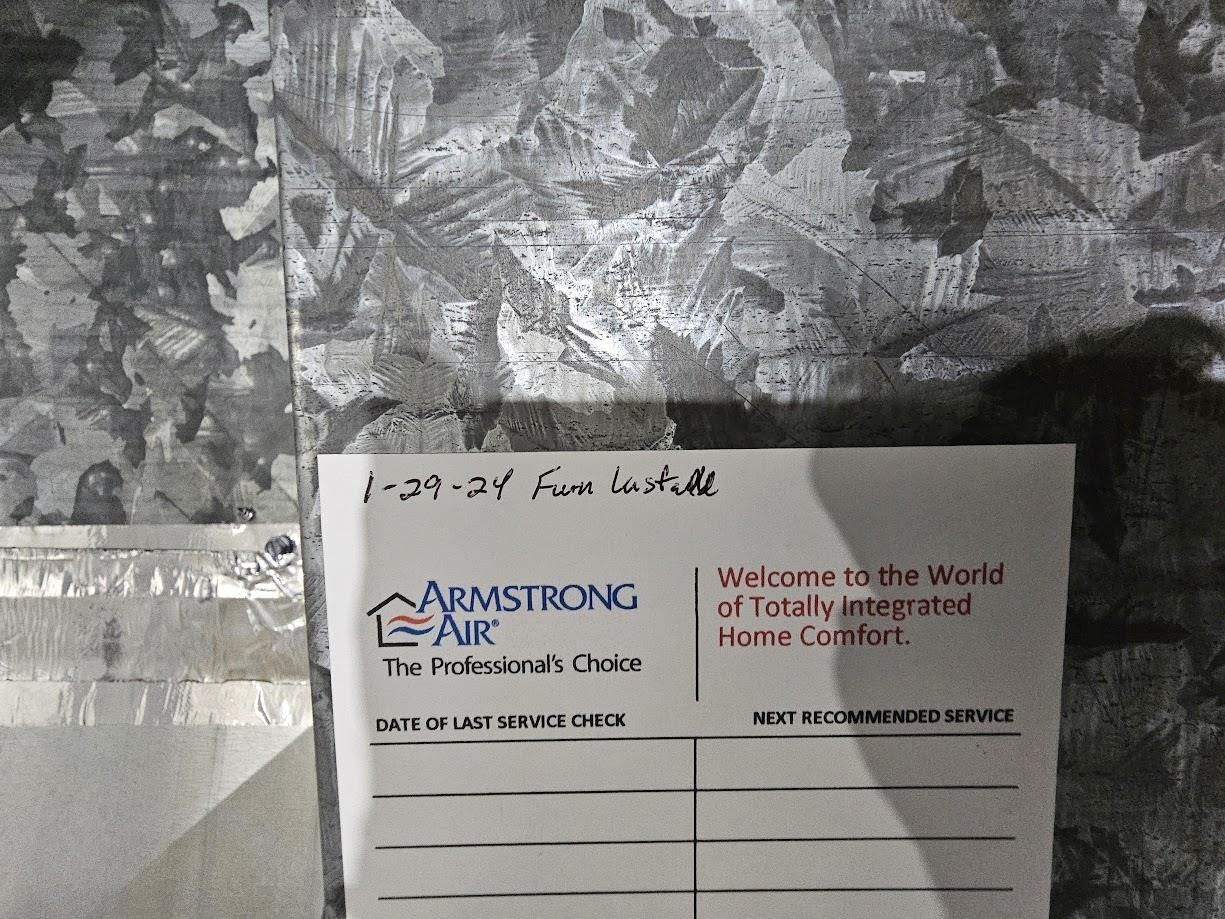 1-29-24 Furn Installe
ARMSTRONG
AIR®
The Professional's Choice
Welcome to the World
of Totally Integrated
Home Comfort.
DATE OF LAST SERVICE CHECK
NEXT RECOMMENDED SERVICE